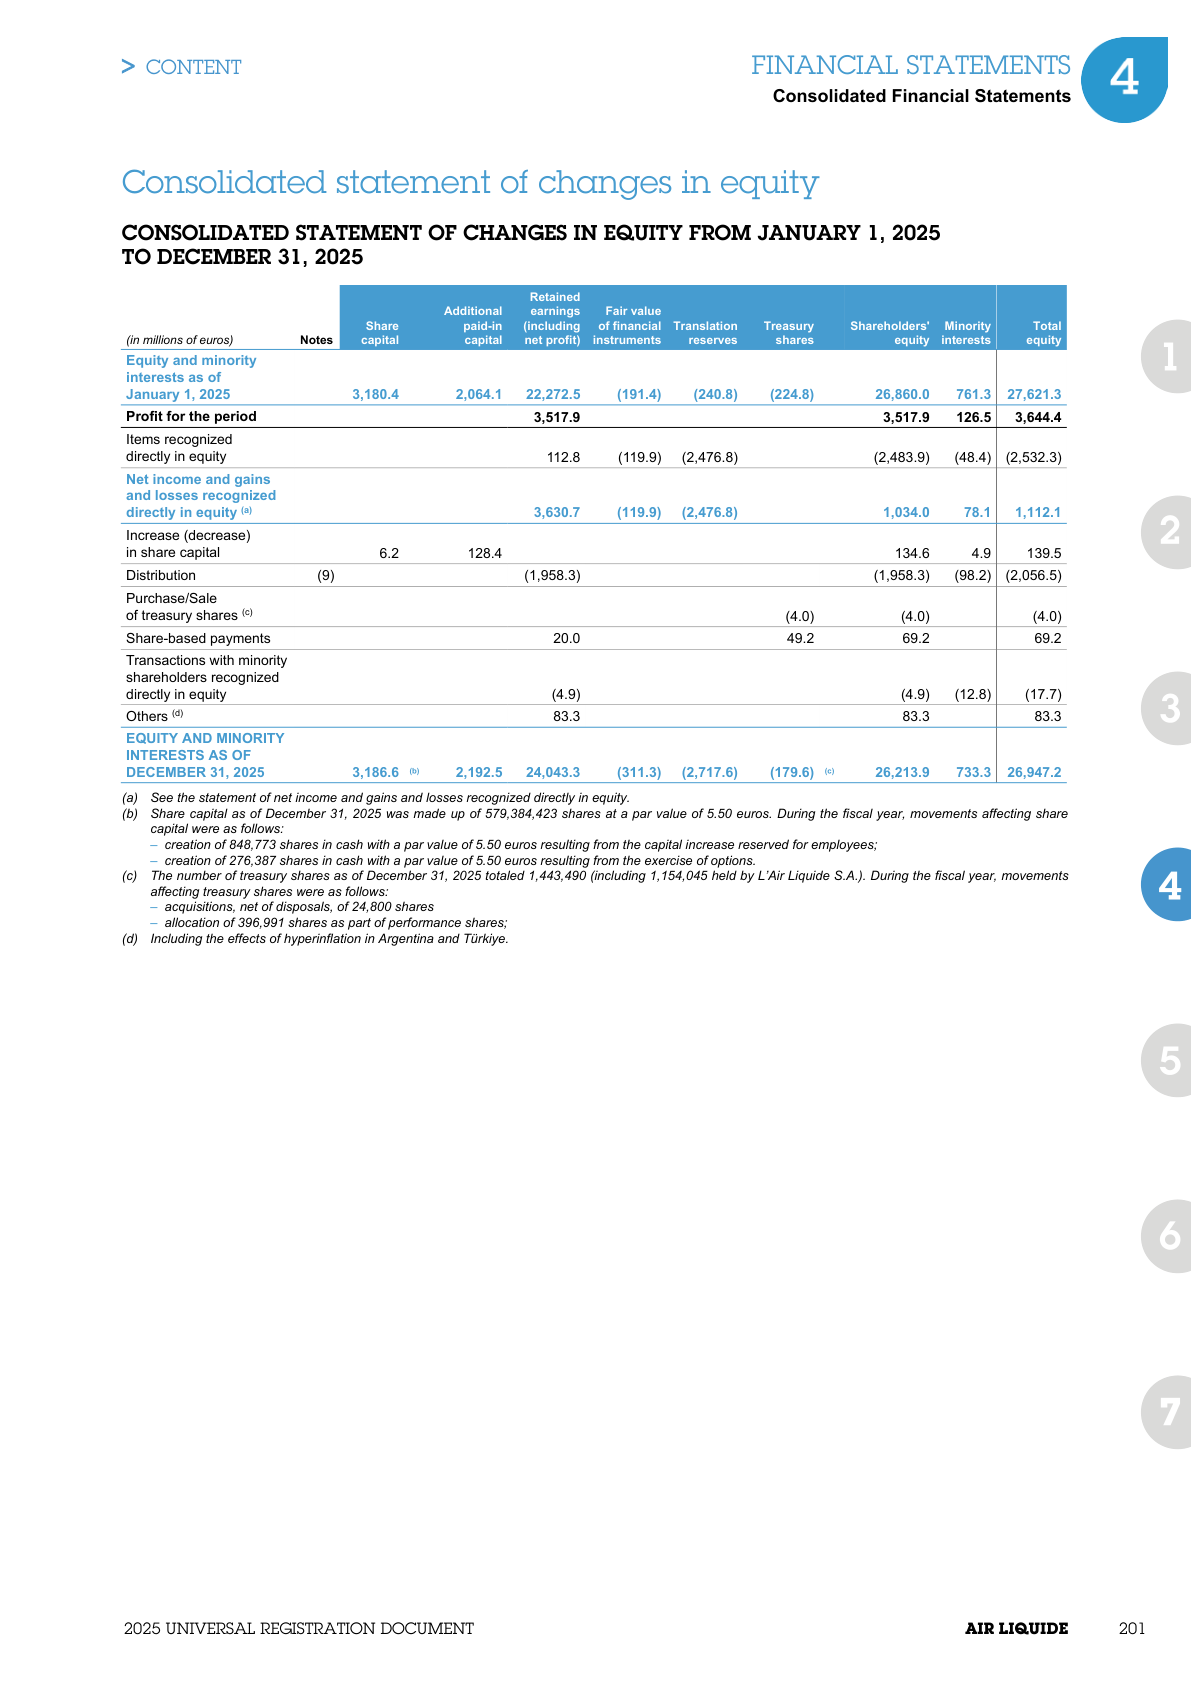 > CONTENT
FINANCIAL STATEMENTS
Consolidated Financial Statements
4
Consolidated statement of changes in equity
CONSOLIDATED STATEMENT OF CHANGES IN EQUITY FROM JANUARY 1, 2025
TO DECEMBER 31, 2025
(in millions of euros) Notes Share capital Additional paid-in capital Retained earnings (including net profit) Fair value of financial instruments Translation reserves Treasury shares Shareholders' equity Minority interests Total equity
Equity and minority
interests as of
January 1, 2025 3,180.4 2,064.1 22,272.5 (191.4) (240.8) (224.8) 26,860.0 761.3 27,621.3
Profit for the period 3,517.9 3,517.9 126.5 3,644.4
Items recognized
directly in equity 112.8 (119.9) (2,476.8) (2,483.9) (48.4) (2,532.3)
Net income and gains
and losses recognized
directly in equity (a) 3,630.7 (119.9) (2,476.8) 1,034.0 78.1 1,112.1
Increase (decrease)
in share capital 6.2 128.4 134.6 4.9 139.5
Distribution (9) (1,958.3) (1,958.3) (98.2) (2,056.5)
Purchase/Sale
of treasury shares (c) (4.0) (4.0) (4.0)
Share-based payments 20.0 49.2 69.2 69.2
Transactions with minority
shareholders recognized
directly in equity (4.9) (4.9) (12.8) (17.7)
Others (d) 83.3 83.3 83.3
EQUITY AND MINORITY
INTERESTS AS OF
DECEMBER 31, 2025 3,186.6 (b) 2,192.5 24,043.3 (311.3) (2,717.6) (179.6) (c) 26,213.9 733.3 26,947.2
(a) See the statement of net income and gains and losses recognized directly in equity.
(b) Share capital as of December 31, 2025 was made up of 579,384,423 shares at a par value of 5.50 euros. During the fiscal year, movements affecting share
capital were as follows:
– creation of 848,773 shares in cash with a par value of 5.50 euros resulting from the capital increase reserved for employees;
– creation of 276,387 shares in cash with a par value of 5.50 euros resulting from the exercise of options.
(c) The number of treasury shares as of December 31, 2025 totaled 1,443,490 (including 1,154,045 held by L'Air Liquide S.A.). During the fiscal year, movements
affecting treasury shares were as follows:
– acquisitions, net of disposals, of 24,800 shares
– allocation of 396,991 shares as part of performance shares;
(d) Including the effects of hyperinflation in Argentina and Türkiye.
1
2
3
4
5
6
7
2025 UNIVERSAL REGISTRATION DOCUMENT
AIR LIQUIDE 201